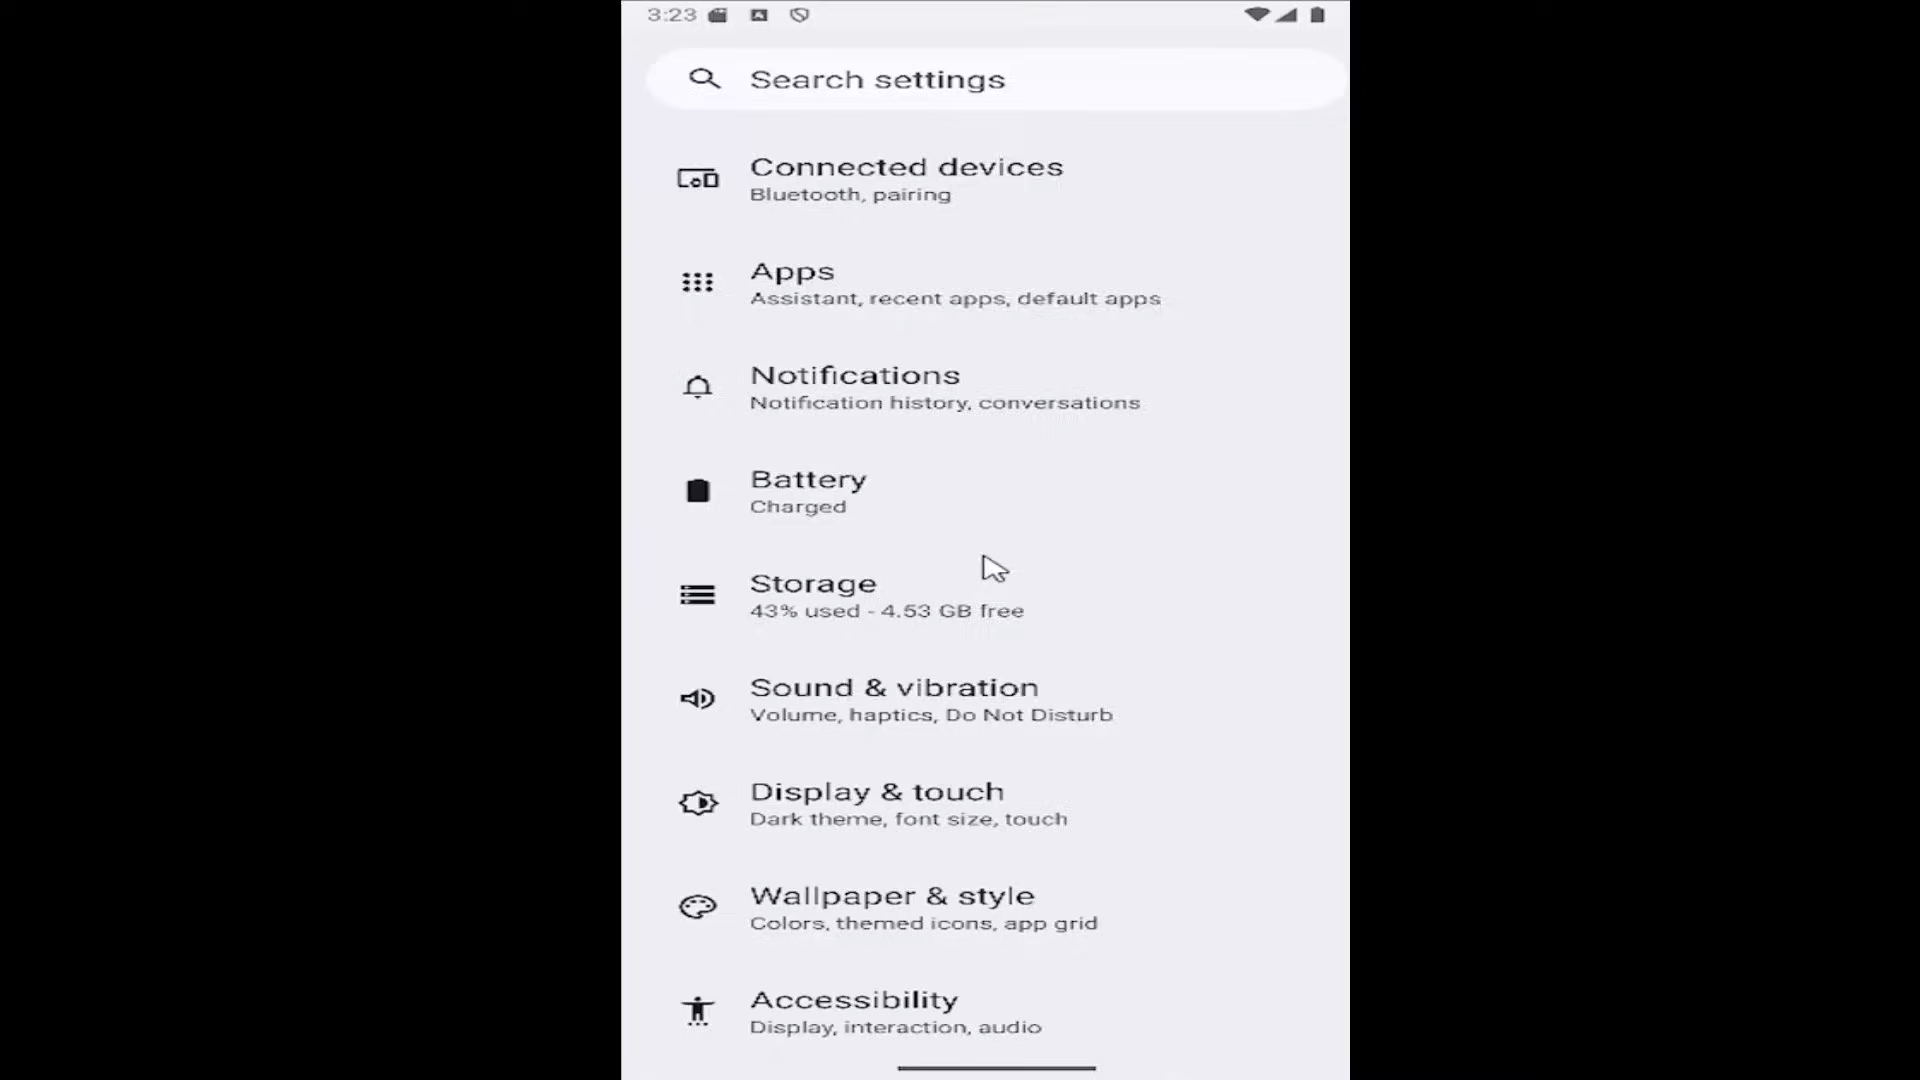 3:23
Search settings
Connected devices
Bluetooth, pairing
Apps
Assistant, recent apps, default apps
Notifications
Notification history, conversations
Battery
Charged
Storage
43% used - 4.53 GB free
Sound & vibration
Volume, haptics, Do Not Disturb
Display & touch
Dark theme, font size, touch
Wallpaper & style
Colors, themed icons, app grid
Accessibility
Display, interaction, audio